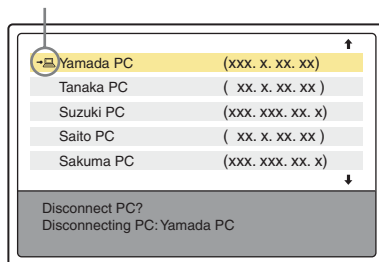 Yamada PC (xxx. x. xx. xx)
Tanaka PC ( xx. x. xx. xx )
Suzuki PC (xxx. xxx. xx. x)
Saito PC ( xx. x. xx. xx )
Sakuma PC (xxx. xxx. xx. x)
Disconnect PC?
Disconnecting PC: Yamada PC